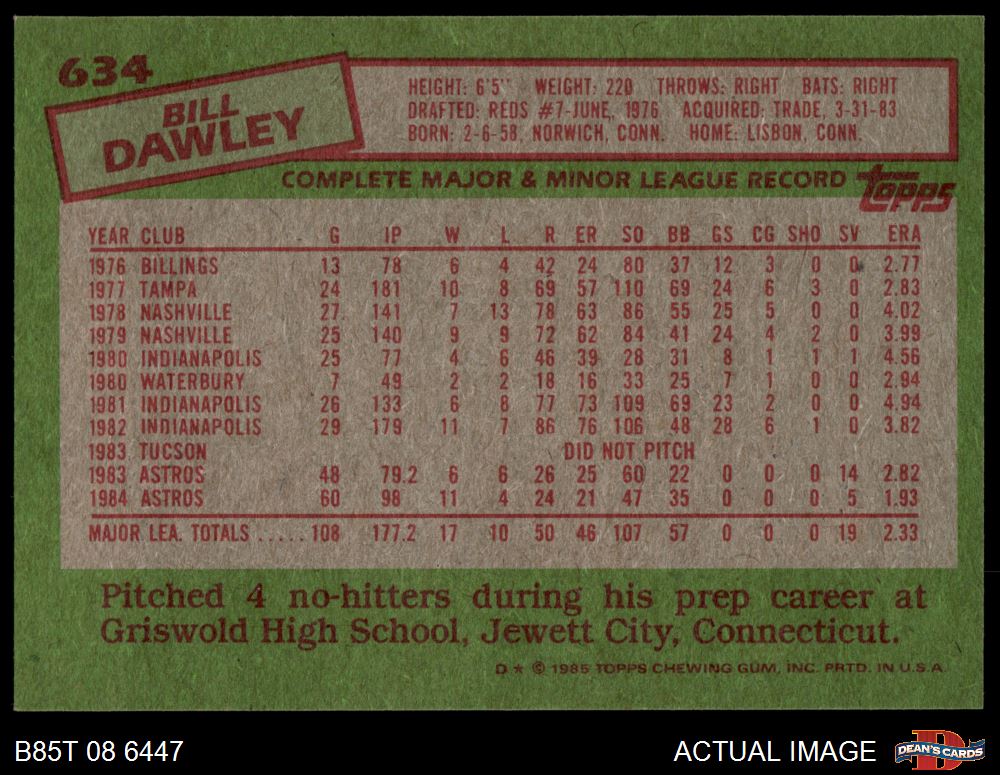 634
BILL
DAWLEY
HEIGHT: 6'5" WEIGHT: 220 THROWS: RIGHT BATS: RIGHT
DRAFTED: REDS #7-JUNE, 1976 ACQUIRED: TRADE, 3-31-83
BORN: 2-6-58, NORWICH, CONN. HOME: LISBON, CONN.
COMPLETE MAJOR & MINOR LEAGUE RECORD
topps
YEAR CLUB G IP W L R ER SO BB GS CG SHO SV ERA
1976 BILLINGS 13 78 6 4 42 24 80 37 12 3 0 0 2.77
1977 TAMPA 24 181 10 8 69 57 110 69 24 6 3 0 2.83
1978 NASHVILLE 27 141 7 13 78 63 86 55 25 5 0 0 4.02
1979 NASHVILLE 25 140 9 9 72 62 84 41 24 4 2 0 3.99
1980 INDIANAPOLIS 25 77 4 6 46 39 28 31 8 1 1 1 4.56
1980 WATERBURY 7 49 2 2 18 16 33 25 7 1 0 0 2.94
1981 INDIANAPOLIS 26 133 6 8 77 73 109 69 23 2 0 0 4.94
1982 INDIANAPOLIS 29 179 11 7 86 76 106 48 28 6 1 0 3.82
1983 TUCSON DID NOT PITCH
1983 ASTROS 48 79.2 6 6 26 25 60 22 0 0 0 14 2.82
1984 ASTROS 60 98 11 4 24 21 47 35 0 0 0 5 1.93
MAJOR LEA. TOTALS ..... 108 177.2 17 10 50 46 107 57 0 0 0 19 2.33
Pitched 4 no-hitters during his prep career at
Griswold High School, Jewett City, Connecticut.
D * © 1985 TOPPS CHEWING GUM, INC. PRTD. IN U.S.A.
B85T 08 6447
ACTUAL IMAGE
D
DEAN'S CARDS